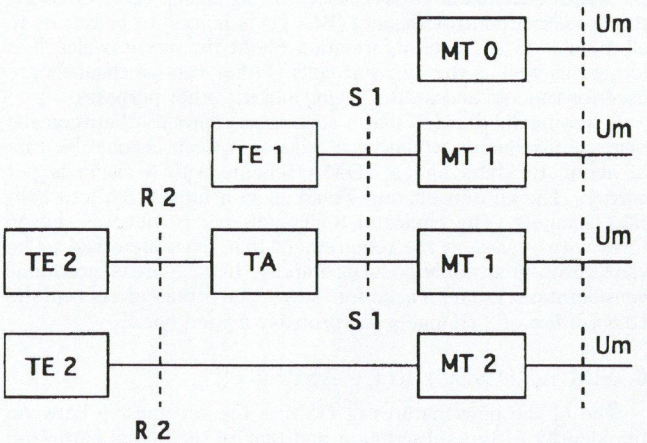 MT 0 Um
S 1
TE 1 MT 1 Um
R 2
TE 2 TA MT 1 Um
S 1
TE 2 MT 2 Um
R 2